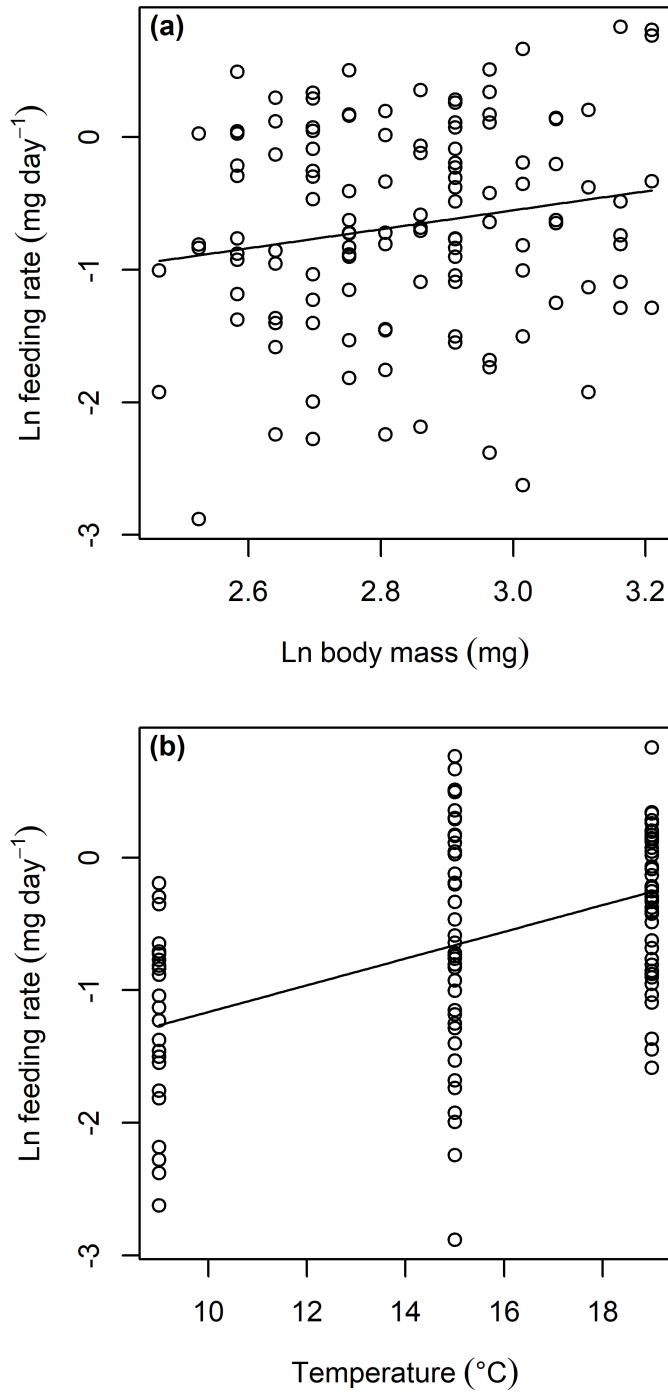 (a)
0
-1
-2
-3
Ln feeding rate (mg day⁻¹)
2.6 2.8 3.0 3.2
Ln body mass (mg)
(b)
0
-1
-2
-3
Ln feeding rate (mg day⁻¹)
10 12 14 16 18
Temperature (°C)